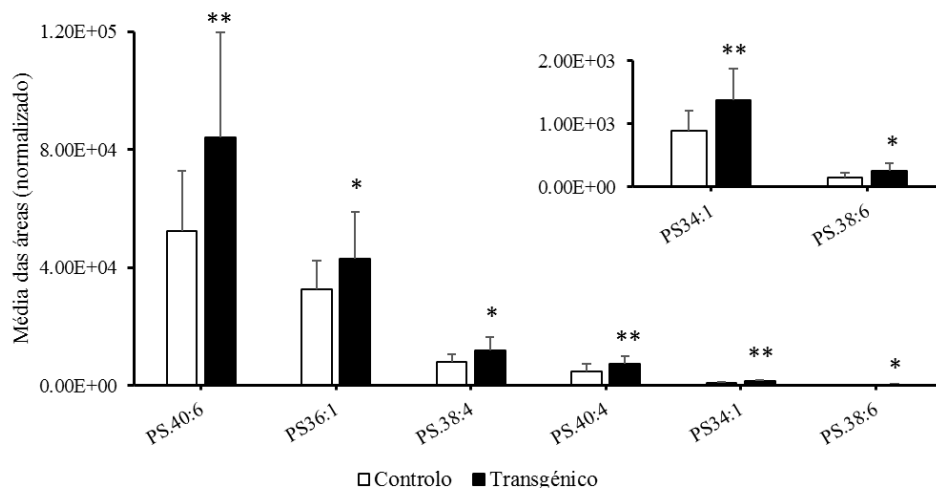 Média das áreas (normalizado)
1.20E+05
8.00E+04
4.00E+04
0.00E+00
**
*
*
**
**
*
PS.40:6
PS36:1
PS.38:4
PS.40:4
PS34:1
PS.38:6
2.00E+03
1.00E+03
0.00E+00
**
*
PS34:1
PS.38:6
Controlo Transgénico